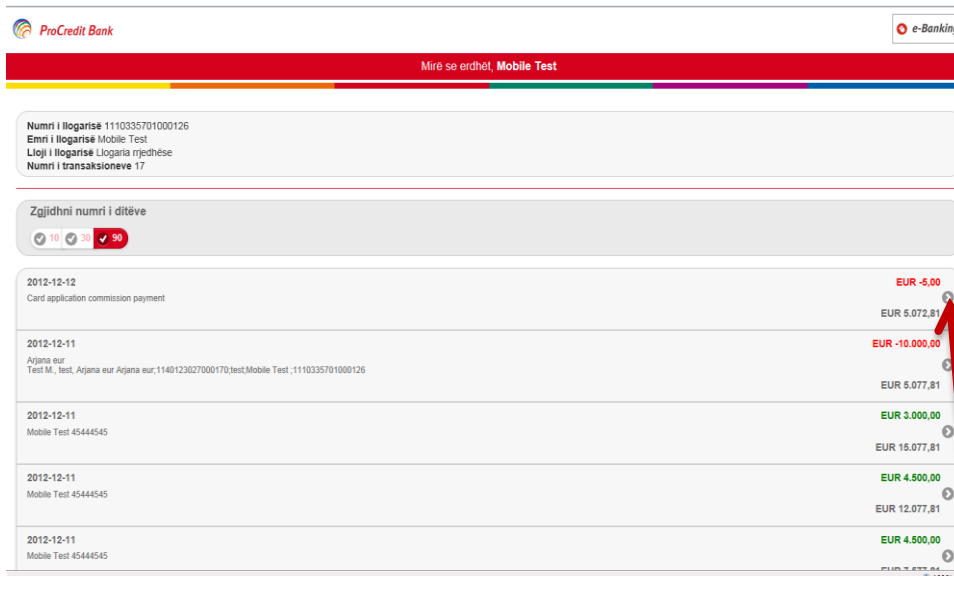 ProCredit Bank
e-Banking
Mirë se erdhët, Mobile Test
Numri i llogarisë 1110335701000126
Emri i llogarisë Mobile Test
Lloji i llogarisë Llogaria rrjedhëse
Numri i transaksioneve 17
Zgjidhni numri i ditëve
10 30 90
2012-12-12
EUR -5,00
Card application commission payment
EUR 5.072,81
2012-12-11
EUR -10.000,00
Arjana eur
Test M., test, Arjana eur Arjana eur;1140123027000170;test;Mobile Test ;1110335701000126
EUR 5.077,81
2012-12-11
EUR 3.000,00
Mobile Test 45444545
EUR 15.077,81
2012-12-11
EUR 4.500,00
Mobile Test 45444545
EUR 12.077,81
2012-12-11
EUR 4.500,00
Mobile Test 45444545
EUR 7.577,81